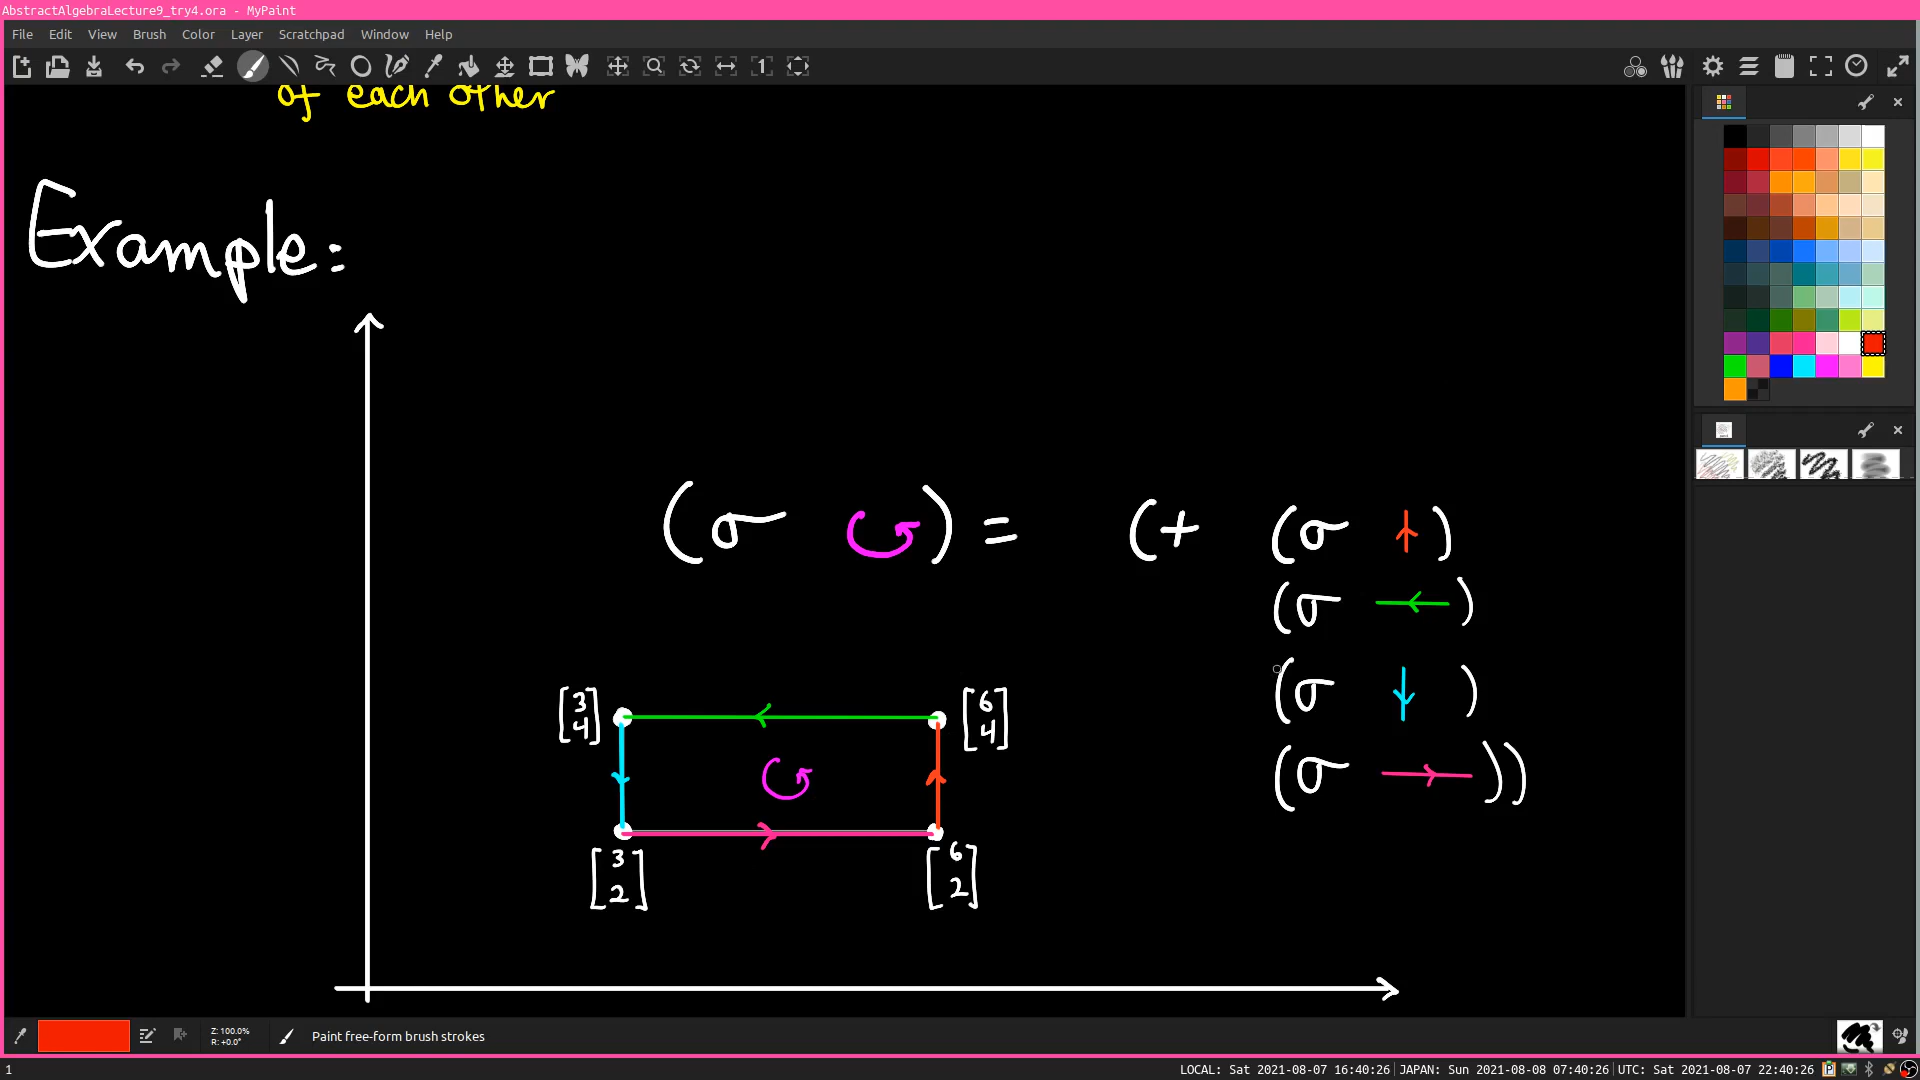 AbstractAlgebraLecture9_try4.ora - MyPaint
File Edit View Brush Color Layer Scratchpad Window Help
of each other
Example:
(σ ) = (+ (σ )
(σ )
(σ )
(σ ))
[3 4] [6 4]
[3 2] [6 2]
Z: 100.0%
R: +0.0°
Paint free-form brush strokes
1 LOCAL: Sat 2021-08-07 16:40:26 JAPAN: Sun 2021-08-08 07:40:26 UTC: Sat 2021-08-07 22:40:26